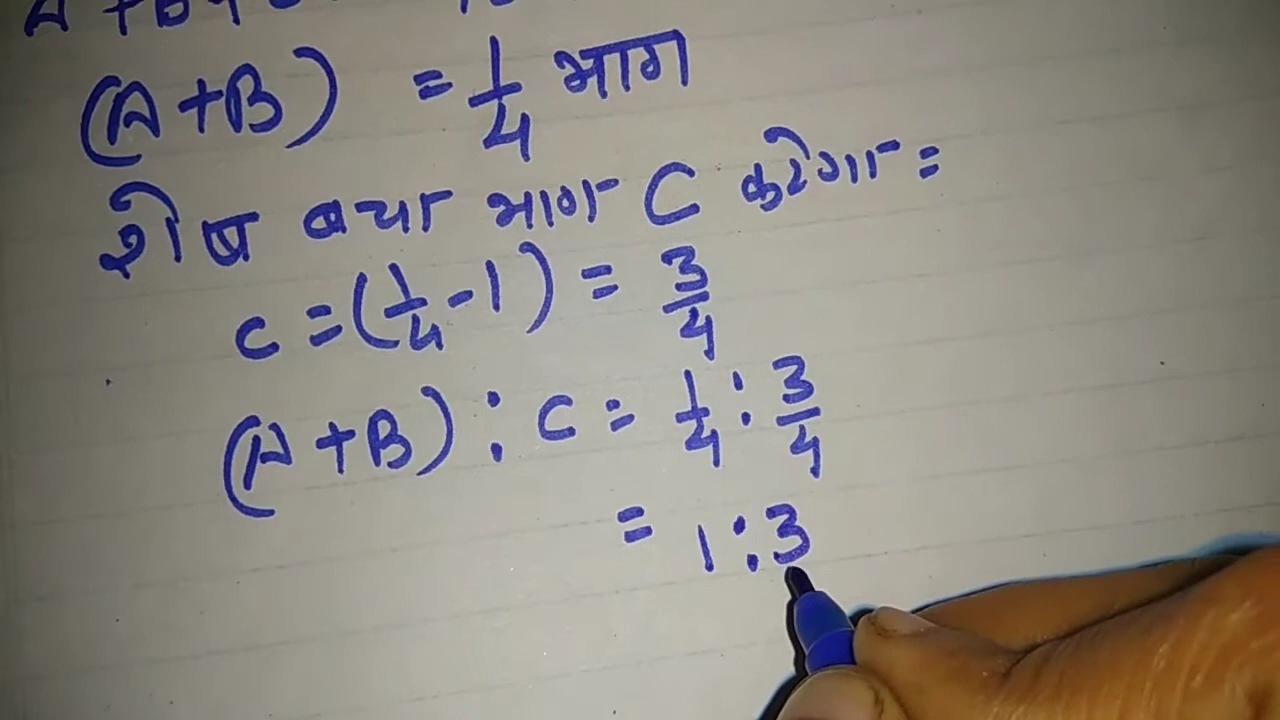 (A+B) = 1/4 भाग
शेष बचा भाग C करेगा =
C = (1/4 - 1) = 3/4
(A+B) : C = 1/4 : 3/4
= 1:3